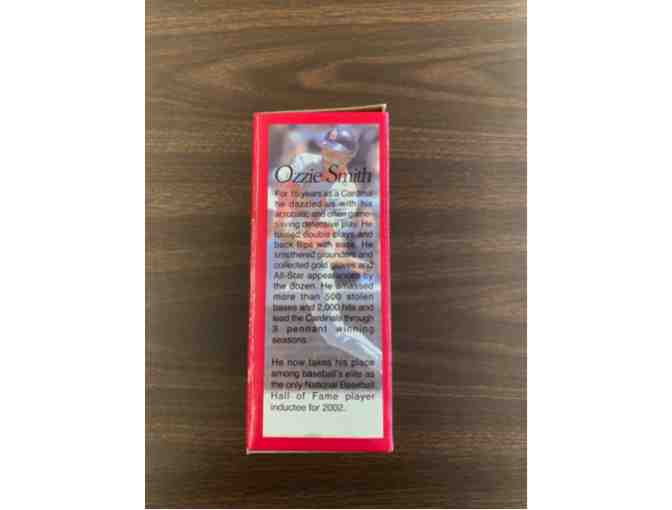 Ozzie Smith
For 15 years as a Cardinal
he dazzled us with his
acrobatic and often game-
saving defensive play. He
turned double plays and
back flips with ease. He
smothered grounders and
collected gold gloves and
All-Star appearances by
the dozen. He amassed
more than 500 stolen
bases and 2,000 hits and
lead the Cardinals through
3 pennant winning
seasons.
He now takes his place
among baseball's elite as
the only National Baseball
Hall of Fame player
inductee for 2002.